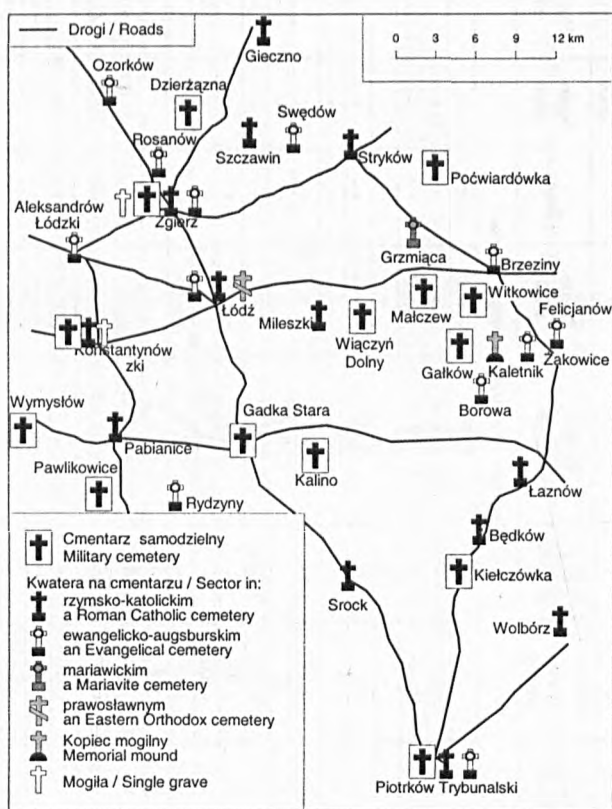 Drogi / Roads
0 3 6 9 12 km
Gieczno
Ozorków
Dzierżązna
Swędów
Rosanów
Szczawin
Stryków
Poćwiardówka
Aleksandrów
Łódzki
Zgierz
Grzmiąca
Brzeziny
Łódź
Mileszki
Małczew
Witkowice
Felicjanów
Wiączyń
Dolny
Konstantynów
zki
Gałków
Kaletnik
Żakowice
Borowa
Wymysłów
Gadka Stara
Pabianice
Kalino
Pawlikowice
Rydzyny
Łaznów
Będków
Kiełczówka
Srock
Wolbórz
Piotrków Trybunalski
Cmentarz samodzielny
Military cemetery
Kwatera na cmentarzu / Sector in:
rzymsko-katolickim
a Roman Catholic cemetery
ewangelicko-augsburskim
an Evangelical cemetery
mariawickim
a Mariavite cemetery
prawosławnym
an Eastern Orthodox cemetery
Kopiec mogilny
Memorial mound
Mogiła / Single grave